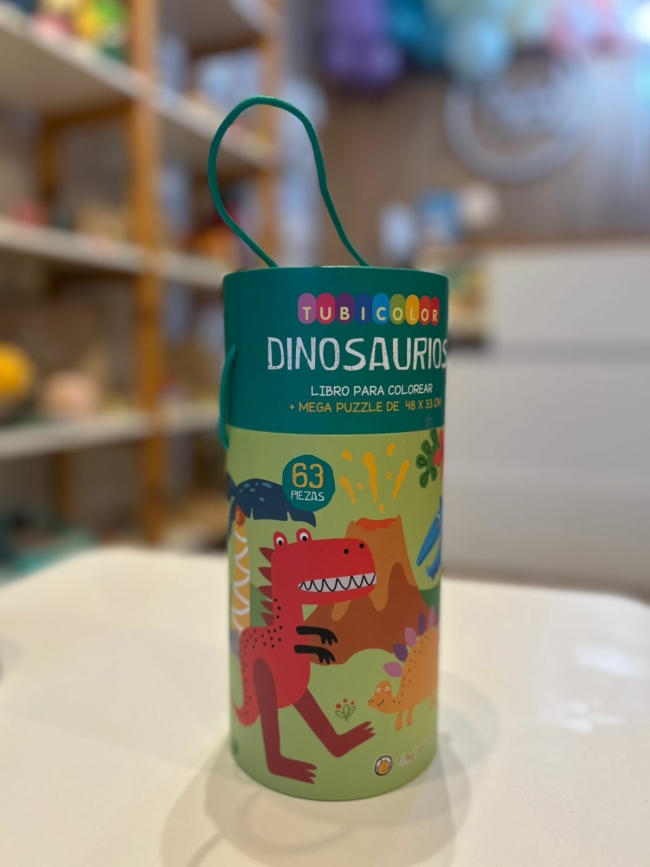 TUBICOLOR
DINOSAURIOS
LIBRO PARA COLOREAR
+ MEGA PUZZLE DE 48 X 33 CM
63
PIEZAS